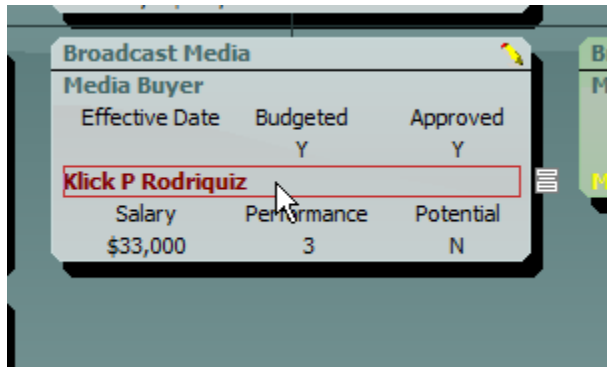 Broadcast Media
Media Buyer
Effective Date Budgeted Approved
Y Y
Klick P Rodriquiz
Salary Performance Potential
$33,000 3 N
B
M
M